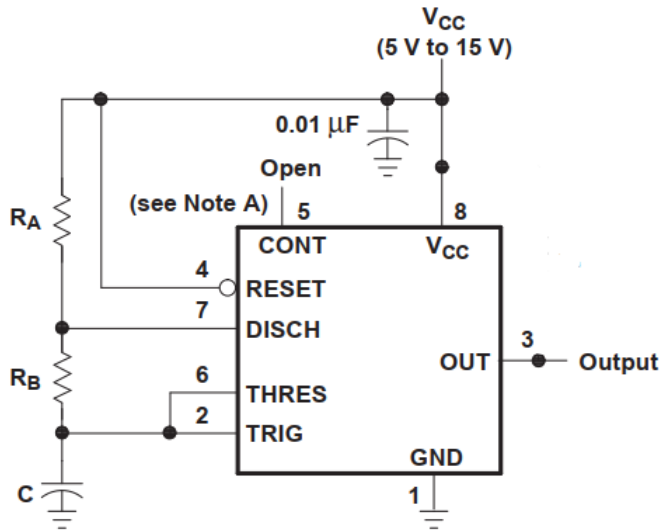 VCC
(5 V to 15 V)
0.01 μF
Open
(see Note A)
5
8
RA
CONT
VCC
4
RESET
7
DISCH
3
RB
OUT
Output
6
THRES
2
TRIG
GND
C
1